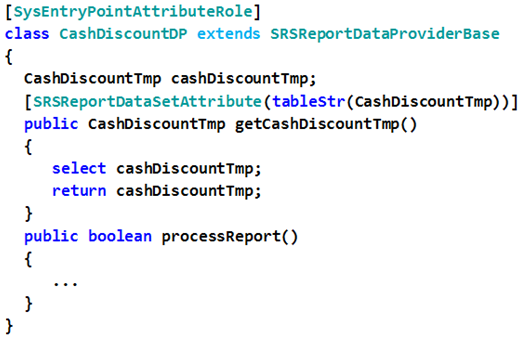 [SysEntryPointAttributeRole]
class CashDiscountDP extends SRSReportDataProviderBase
{
CashDiscountTmp cashDiscountTmp;
[SRSReportDataSetAttribute(tableStr(CashDiscountTmp))]
public CashDiscountTmp getCashDiscountTmp()
{
select cashDiscountTmp;
return cashDiscountTmp;
}
public boolean processReport()
{
...
}
}